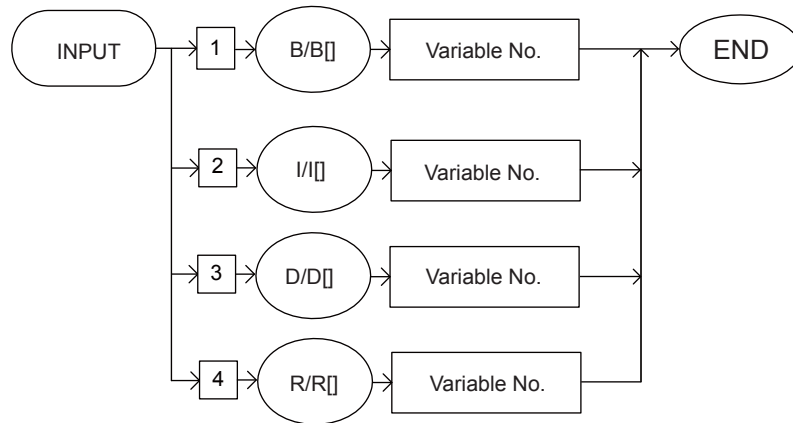 INPUT 1 B/B[] Variable No. END
2 I/I[] Variable No.
3 D/D[] Variable No.
4 R/R[] Variable No.